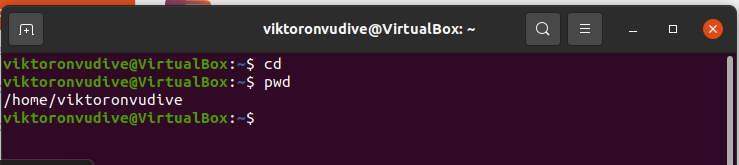 viktoronvudive@VirtualBox: ~
viktoronvudive@VirtualBox:~$ cd
viktoronvudive@VirtualBox:~$ pwd
/home/viktoronvudive
viktoronvudive@VirtualBox:~$